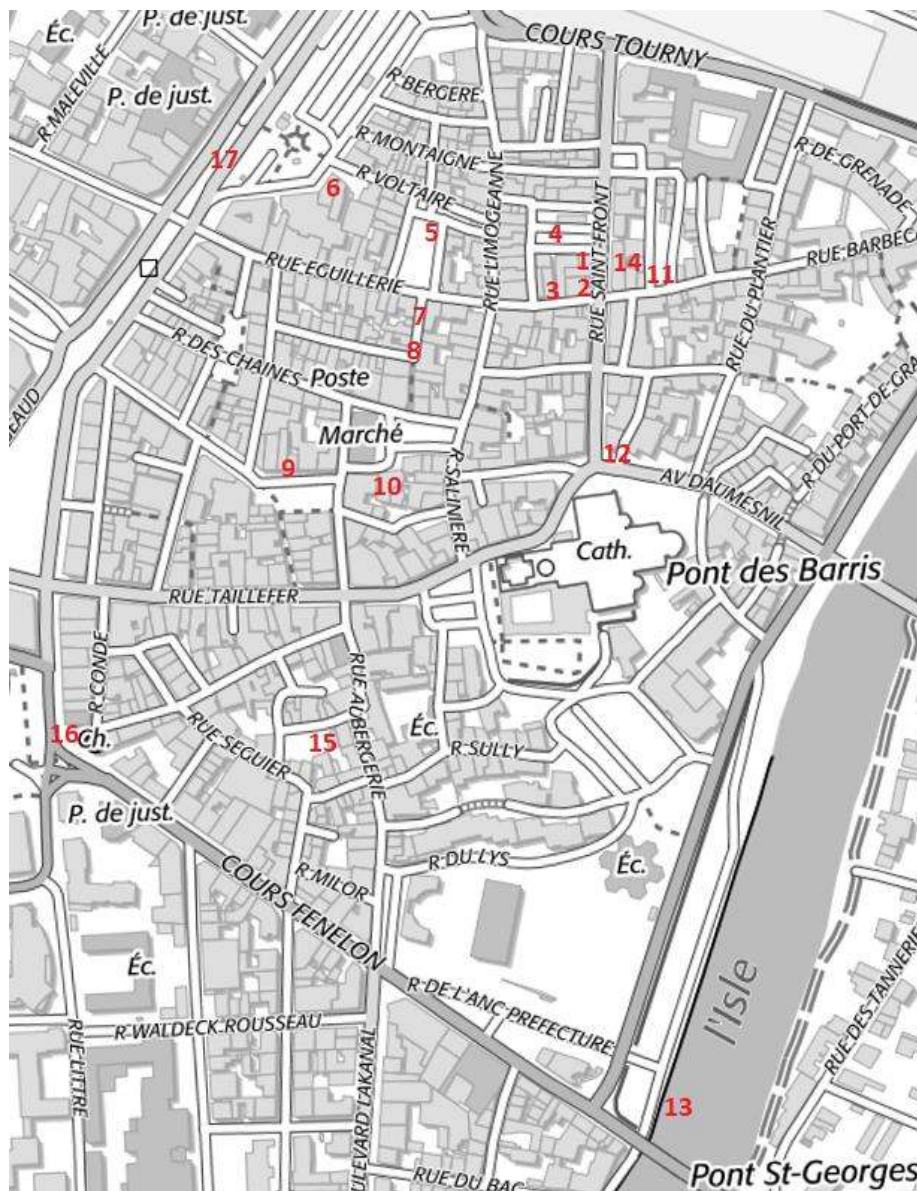 P. de just.
Éc.
COURS TOURNY
R MALEVILLE
P. de just.
R BERGERE
R MONTAIGNE
R DE GRENADE
17
6
R VOLTAIRE
RUE LIMOGEANNE
RUE SAINT-FRONT
5
4
1
14
11
RUE BARBÉC
RUE EGUILLERIE
3
2
7
RUE DU PLANTIER
8
R DES CHAINES
Poste
EAUD
R DU PORT DE GRA
Marché
9
10
R SALINIERE
12
AV DAUMESNIL
Cath.
Pont des Barris
RUE TAILLEFER
R CONDE
RUE AUBERGERIE
16
Ch.
RUE SEGUIER
15
Éc.
R SULLY
P. de just.
R DU LYS
Éc.
R MILOR
COURS FENELON
Éc.
l'Isle
R DE L'ANC PREFECTURE
RUE DES TANNERIE
R WALDECK ROUSSEAU
RUE LITTRE
13
ULEVARD LAKANAL
RUE DU BAC
Pont St-Georges